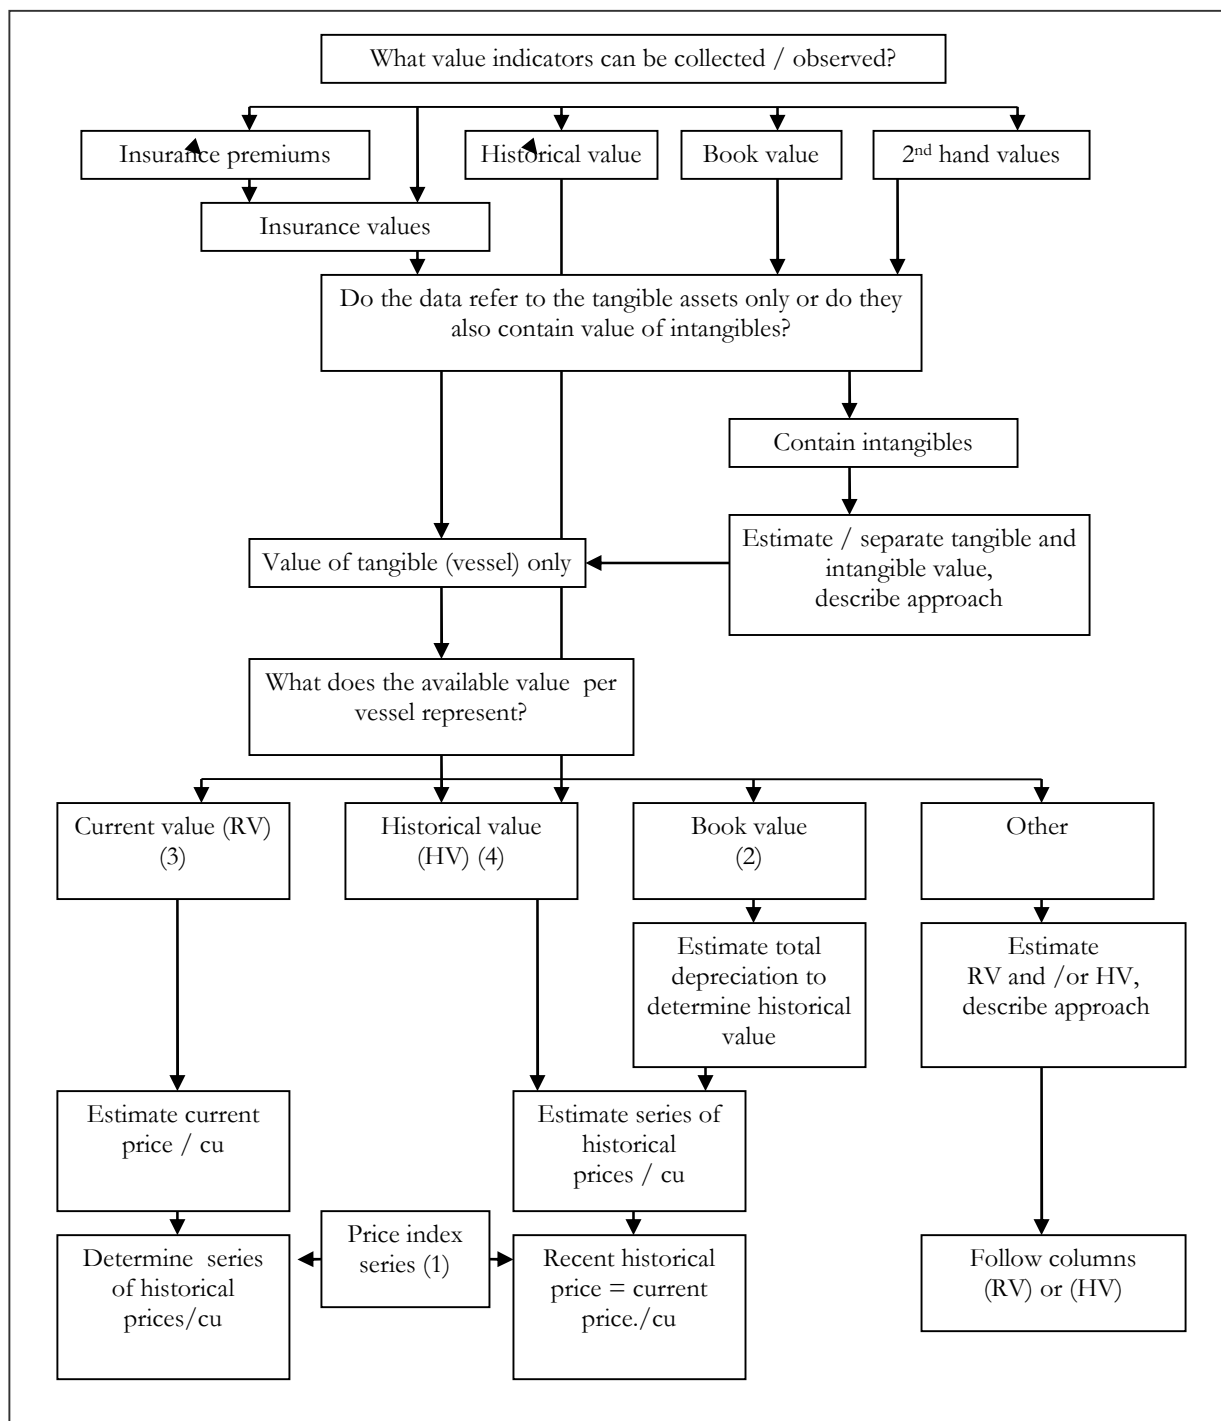 What value indicators can be collected / observed?
Insurance premiums
Historical value
Book value
2nd hand values
Insurance values
Do the data refer to the tangible assets only or do they
also contain value of intangibles?
Contain intangibles
Value of tangible (vessel) only
Estimate / separate tangible and
intangible value,
describe approach
What does the available value per
vessel represent?
Current value (RV)
(3)
Historical value
(HV) (4)
Book value
(2)
Other
Estimate total
depreciation to
determine historical
value
Estimate
RV and /or HV,
describe approach
Estimate current
price / cu
Estimate series of
historical
prices / cu
Determine series
of historical
prices/cu
Price index
series (1)
Recent historical
price = current
price./cu
Follow columns
(RV) or (HV)